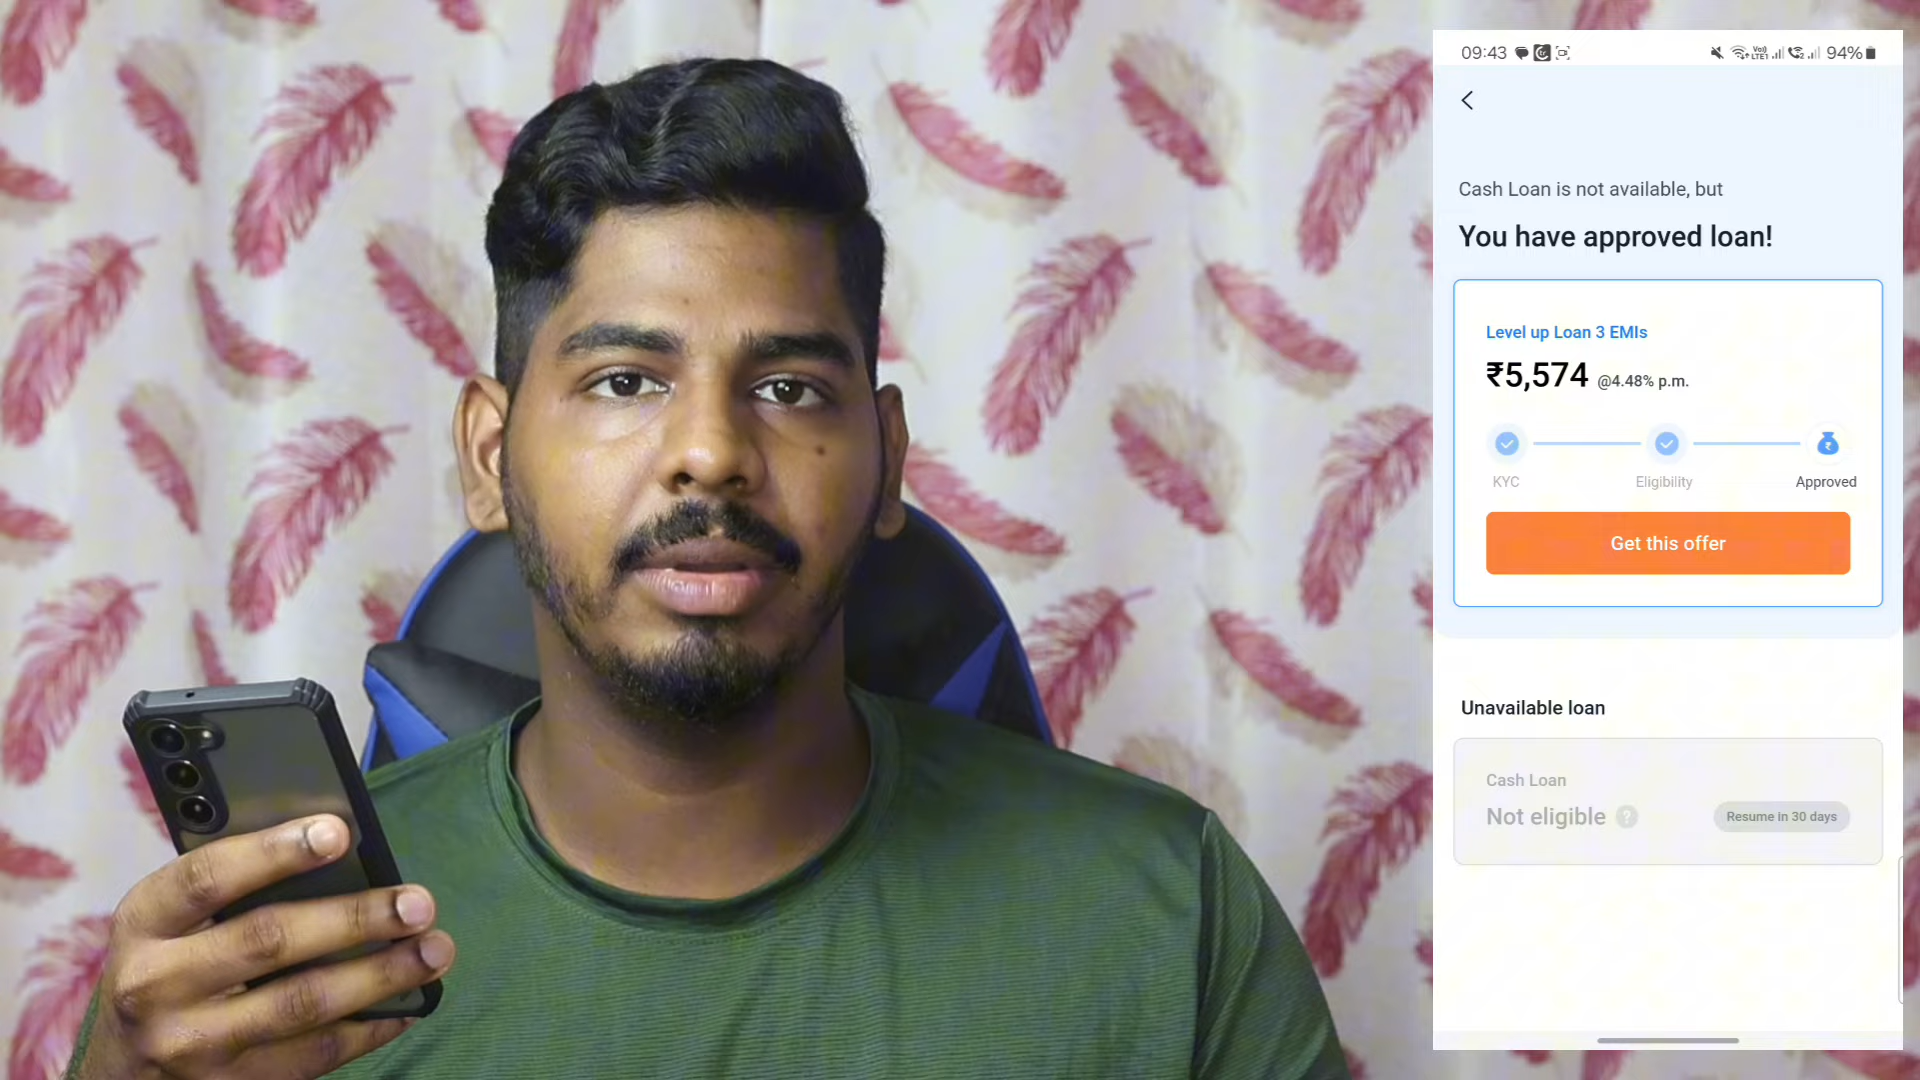 09:43
94%
Cash Loan is not available, but
You have approved loan!
Level up Loan 3 EMIs
₹5,574 @4.48% p.m.
KYC Eligibility Approved
Get this offer
Unavailable loan
Cash Loan
Not eligible ?
Resume in 30 days